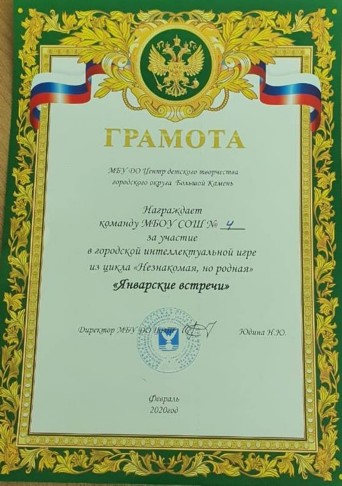 ГРАМОТА
МБУ ДО Центр детского творчества
городского округа Большой Камень
Награждает
команду МБОУ СОШ № 4
за участие
в городской интеллектуальной игре
из цикла «Незнакомая, но родная»
«Январские встречи»
Директор МБУ ДО Юдина Н.Ю.
Февраль
2020год